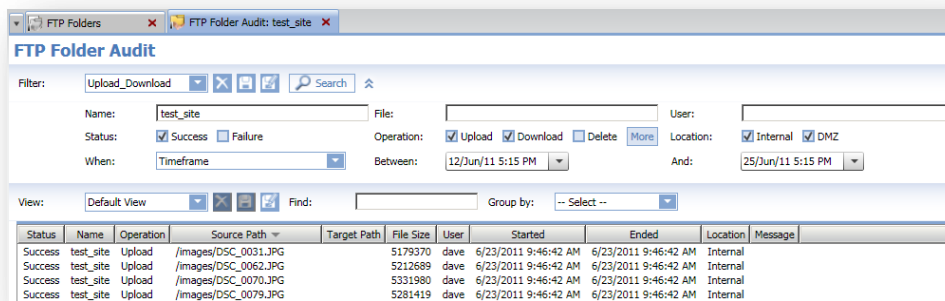 FTP Folders FTP Folder Audit: test_site
FTP Folder Audit
Filter: Upload_Download Search
Name: test_site File: User:
Status: Success Failure Operation: Upload Download Delete More Location: Internal DMZ
When: Timeframe Between: 12/Jun/11 5:15 PM And: 25/Jun/11 5:15 PM
View: Default View Find: Group by: -- Select --
Status Name Operation Source Path Target Path File Size User Started Ended Location Message
Success test_site Upload /images/DSC_0031.JPG 5179370 dave 6/23/2011 9:46:42 AM 6/23/2011 9:46:42 AM Internal
Success test_site Upload /images/DSC_0062.JPG 5212689 dave 6/23/2011 9:46:42 AM 6/23/2011 9:46:42 AM Internal
Success test_site Upload /images/DSC_0070.JPG 5331980 dave 6/23/2011 9:46:42 AM 6/23/2011 9:46:42 AM Internal
Success test_site Upload /images/DSC_0079.JPG 5281419 dave 6/23/2011 9:46:42 AM 6/23/2011 9:46:42 AM Internal